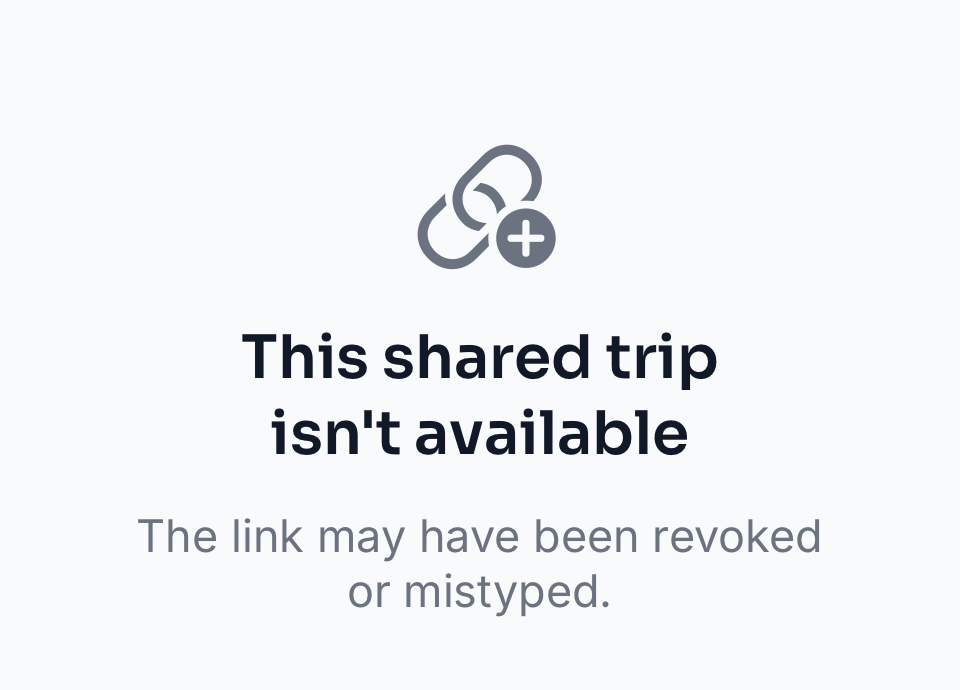 This shared trip
isn't available
The link may have been revoked
or mistyped.